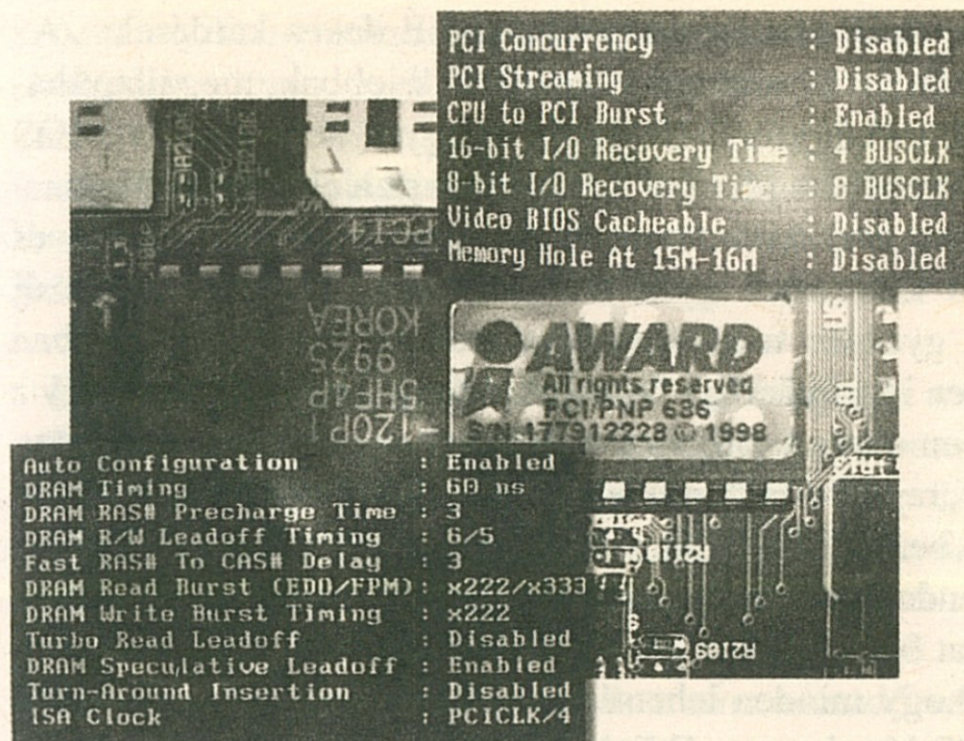 PCI Concurrency : Disabled
PCI Streaming : Disabled
CPU to PCI Burst : Enabled
16-bit I/O Recovery Time : 4 BUSCLK
8-bit I/O Recovery Time : 8 BUSCLK
Video BIOS Cacheable : Disabled
Memory Hole At 15M-16M : Disabled
PCI4
KOREA
9925
AWARD
All rights reserved
PCI/PNP 686
S/N 177912228 © 1998
Auto Configuration : Enabled
DRAM Timing : 60 ns
DRAM RAS# Precharge Time : 3
DRAM R/W Leadoff Timing : 6/5
Fast RAS# To CAS# Delay : 3
DRAM Read Burst (EDO/FPM): x222/x333
DRAM Write Burst Timing : x222
Turbo Read Leadoff : Disabled
DRAM Speculative Leadoff : Enabled
Turn-Around Insertion : Disabled
ISA Clock : PCICLK/4
R2110
R2109